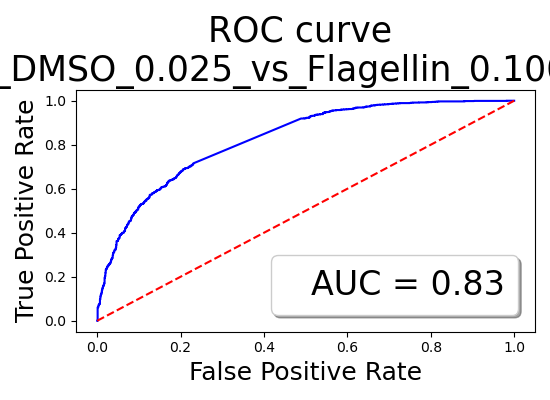 ROC curve
_DMSO_0.025_vs_Flagellin_0.100
True Positive Rate
1.0
0.8
0.6
0.4
0.2
0.0
AUC = 0.83
0.0 0.2 0.4 0.6 0.8 1.0
False Positive Rate